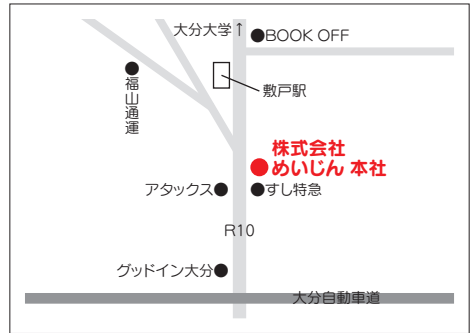 大分大学↑
BOOK OFF
福山通運
敷戸駅
株式会社
めいじん 本社
アタックス
すし特急
R10
グッドイン大分
大分自動車道